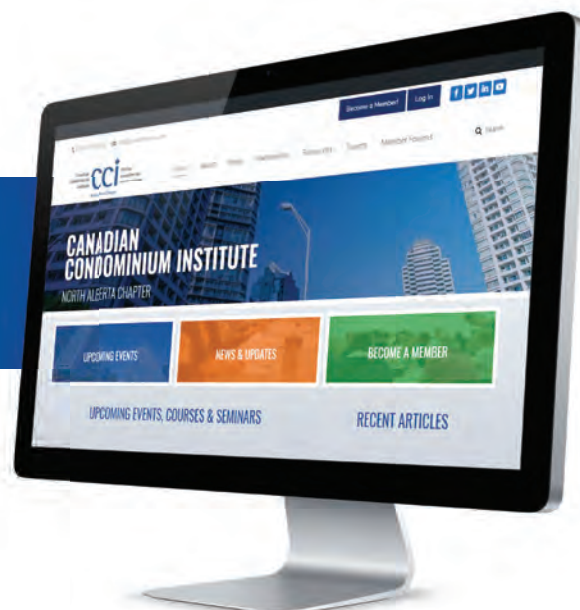 Become a Member!
Log In
Search
cci
CANADIAN
CONDOMINIUM INSTITUTE
NORTH ALBERTA CHAPTER
UPCOMING EVENTS
NEWS & UPDATES
BECOME A MEMBER
UPCOMING EVENTS, COURSES & SEMINARS
RECENT ARTICLES